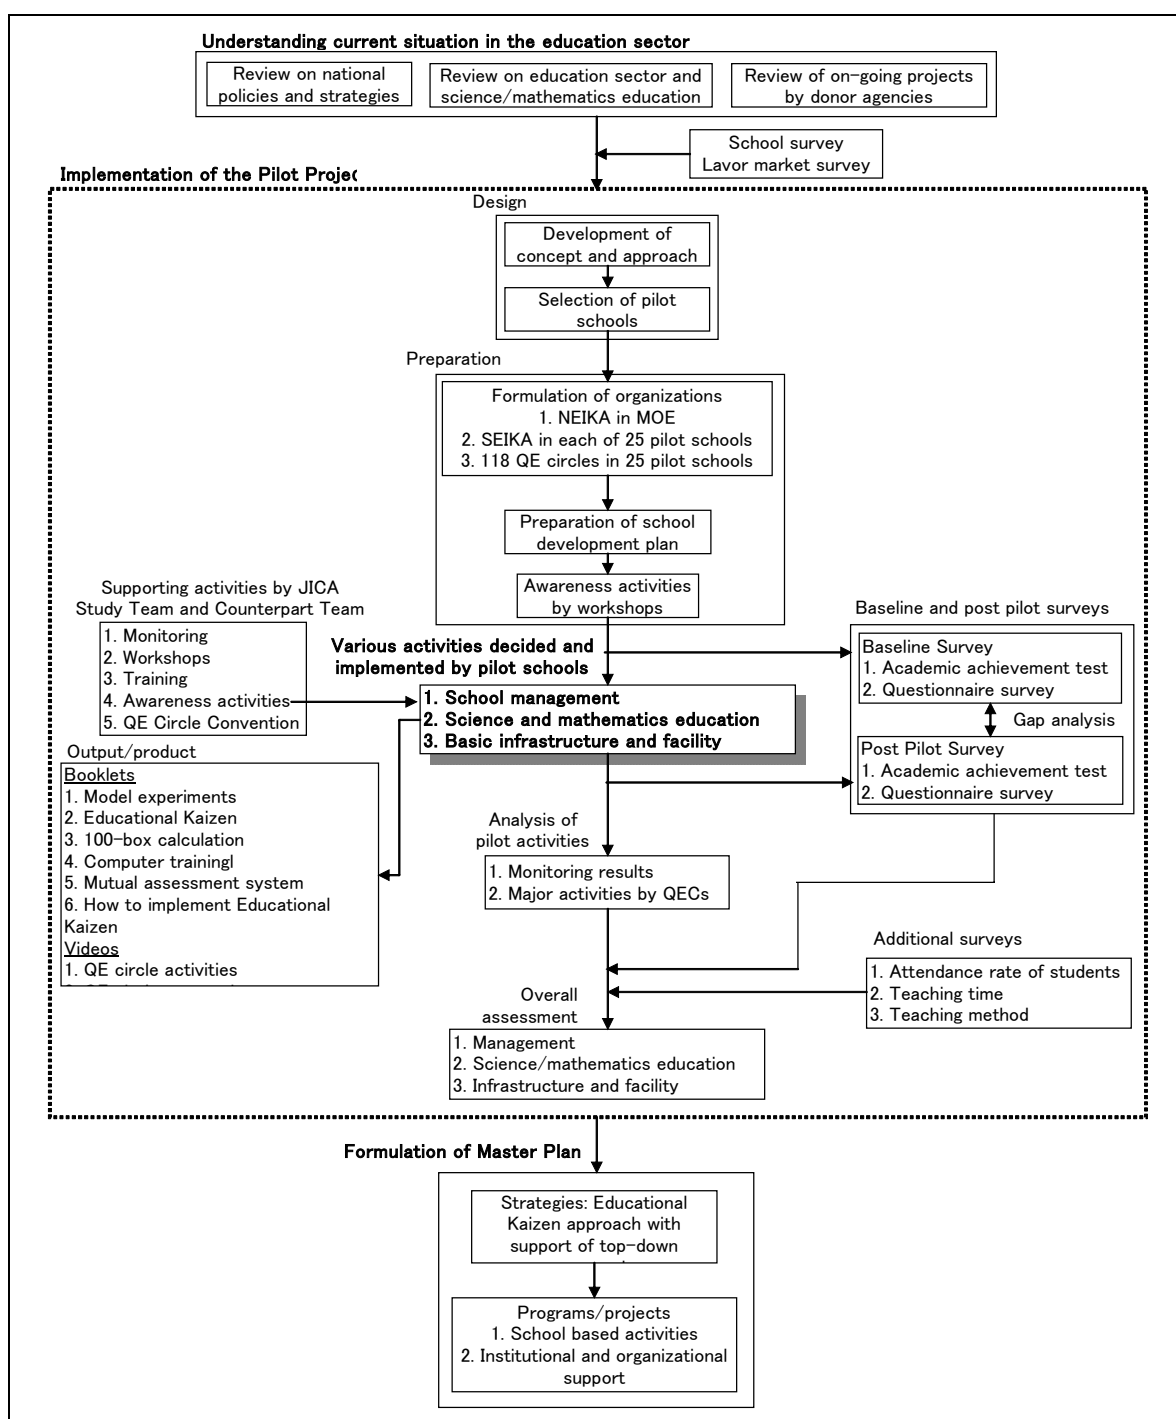 Understanding current situation in the education sector
Review on national
policies and strategies
Review on education sector and
science/mathematics education
Review of on-going projects
by donor agencies
School survey
Lavor market survey
Implementation of the Pilot Projec
Design
Development of
concept and approach
Selection of pilot
schools
Preparation
Formulation of organizations
1. NEIKA in MOE
2. SEIKA in each of 25 pilot schools
3. 118 QE circles in 25 pilot schools
Preparation of school
development plan
Awareness activities
by workshops
Supporting activities by JICA
Study Team and Counterpart Team
1. Monitoring
2. Workshops
3. Training
4. Awareness activities
5. QE Circle Convention
Various activities decided and
implemented by pilot schools
1. School management
2. Science and mathematics education
3. Basic infrastructure and facility
Baseline and post pilot surveys
Baseline Survey
1. Academic achievement test
2. Questionnaire survey
Gap analysis
Post Pilot Survey
1. Academic achievement test
2. Questionnaire survey
Output/product
Booklets
1. Model experiments
2. Educational Kaizen
3. 100-box calculation
4. Computer trainingl
5. Mutual assessment system
6. How to implement Educational
Kaizen
Videos
1. QE circle activities
Analysis of
pilot activities
1. Monitoring results
2. Major activities by QECs
Additional surveys
1. Attendance rate of students
2. Teaching time
3. Teaching method
Overall
assessment
1. Management
2. Science/mathematics education
3. Infrastructure and facility
Formulation of Master Plan
Strategies: Educational
Kaizen approach with
support of top-down
Programs/projects
1. School based activities
2. Institutional and organizational
support